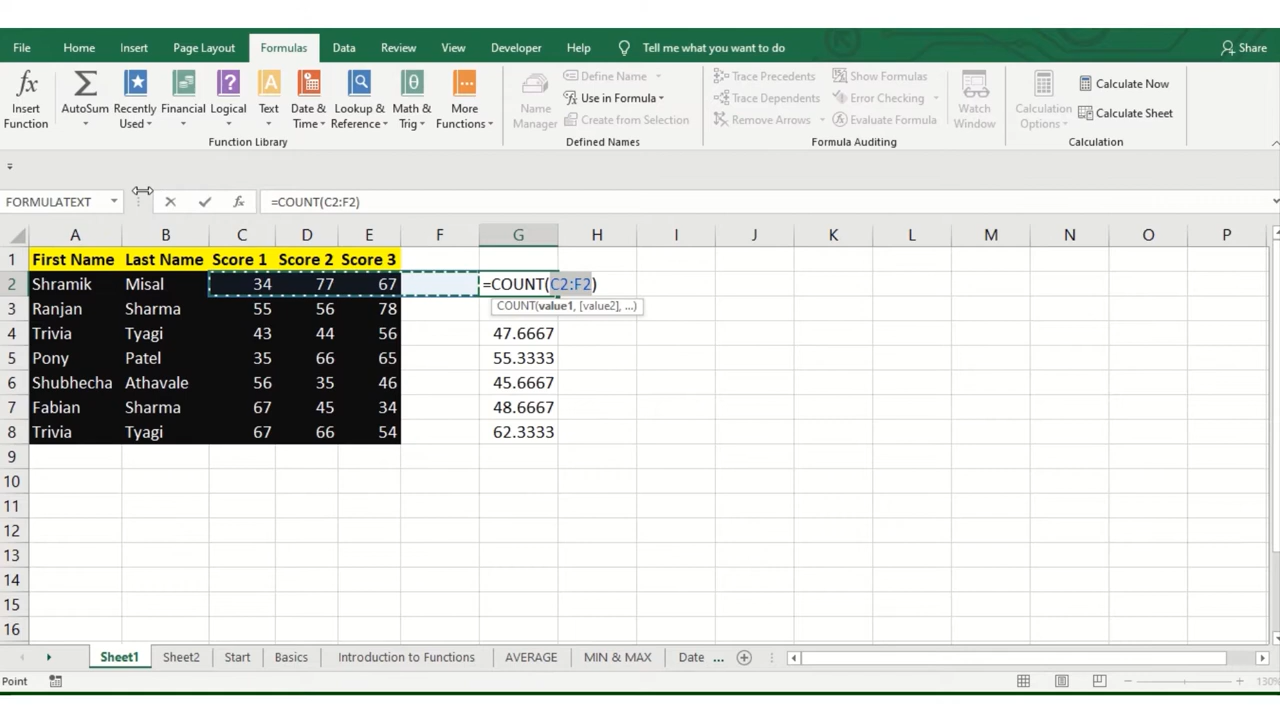 File Home Insert Page Layout Formulas Data Review View Developer Help Tell me what you want to do Share
fx Σ ? A θ
Insert Function
AutoSum
Recently Used
Financial
Logical
Text
Date & Time
Lookup & Reference
Math & Trig
More Functions
Function Library
Name Manager
Define Name
Use in Formula
Create from Selection
Defined Names
Trace Precedents
Trace Dependents
Remove Arrows
Show Formulas
Error Checking
Evaluate Formula
Watch Window
Formula Auditing
Calculation Options
Calculate Now
Calculate Sheet
Calculation
FORMULATEXT fx =COUNT(C2:F2)
A B C D E F G H I J K L M N O P
1 First Name Last Name Score 1 Score 2 Score 3
2 Shramik Misal 34 77 67 =COUNT(C2:F2)
COUNT(value1, [value2], ...)
3 Ranjan Sharma 55 56 78
4 Trivia Tyagi 43 44 56 47.6667
5 Pony Patel 35 66 65 55.3333
6 Shubhecha Athavale 56 35 46 45.6667
7 Fabian Sharma 67 45 34 48.6667
8 Trivia Tyagi 67 66 54 62.3333
9
10
11
12
13
14
15
16
Sheet1 Sheet2 Start Basics Introduction to Functions AVERAGE MIN & MAX Date ...
Point 130%